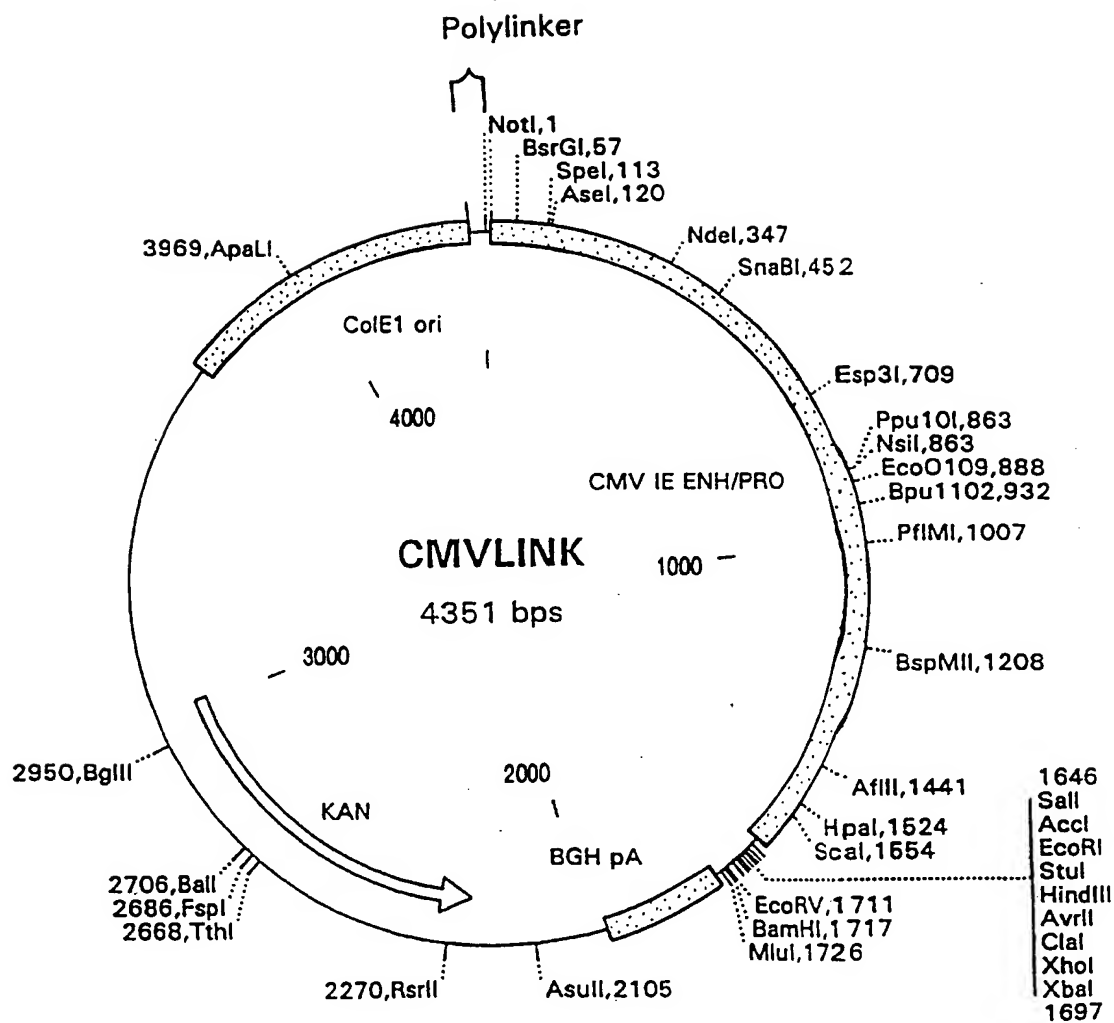 Polylinker
NotI,1
BsrGI,57
SpeI,113
AseI,120
NdeI,347
SnaBI,452
3969,ApaLI
ColE1 ori
4000
Esp3I,709
Ppu10I,863
NsiI,863
EcoO109,888
Bpu1102,932
CMV IE ENH/PRO
PflMI,1007
CMVLINK
1000
4351 bps
3000
BspMII,1208
2950,BglII
2000
KAN
AflII,1441
HpaI,1524
ScaI,1554
BGH pA
1646
SalI
AccI
EcoRI
StuI
HindIII
AvrII
ClaI
XhoI
XbaI
1697
2706,BalI
2686,FspI
2668,TthI
EcoRV,1711
BamHI,1717
MluI,1726
2270,RsrII
AsuII,2105